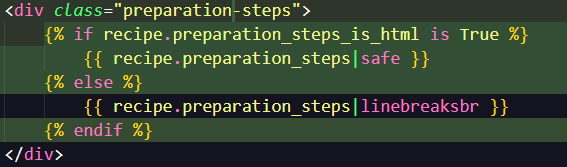 <div class="preparation-steps">
{% if recipe.preparation_steps_is_html is True %}
{{ recipe.preparation_steps|safe }}
{% else %}
{{ recipe.preparation_steps|linebreaksbr }}
{% endif %}
</div>